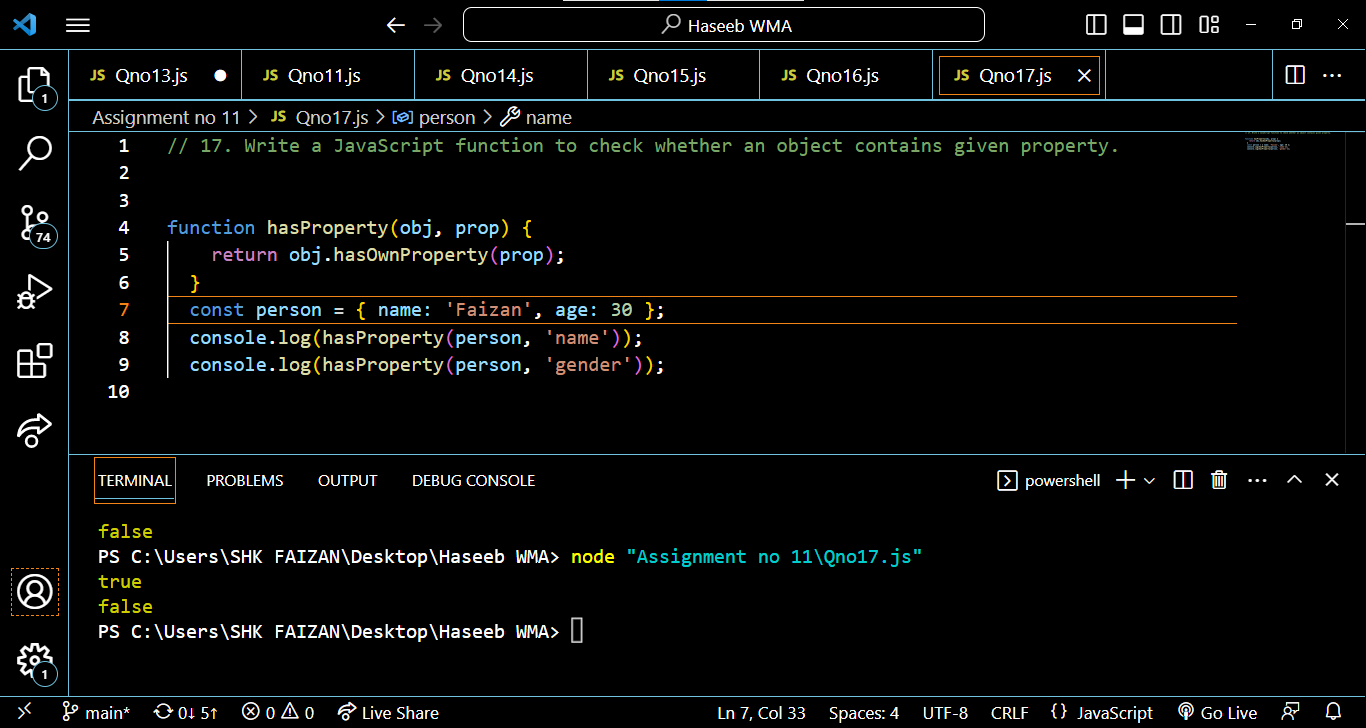 Haseeb WMA
JS Qno13.js JS Qno11.js JS Qno14.js JS Qno15.js JS Qno16.js JS Qno17.js
1
Assignment no 11 > JS Qno17.js > person > name
1 // 17. Write a JavaScript function to check whether an object contains given property.
2
3
4 function hasProperty(obj, prop) {
5 return obj.hasOwnProperty(prop);
6 }
7 const person = { name: 'Faizan', age: 30 };
8 console.log(hasProperty(person, 'name'));
9 console.log(hasProperty(person, 'gender'));
10
74
TERMINAL PROBLEMS OUTPUT DEBUG CONSOLE powershell
false
PS C:\Users\SHK FAIZAN\Desktop\Haseeb WMA> node "Assignment no 11\Qno17.js"
true
false
PS C:\Users\SHK FAIZAN\Desktop\Haseeb WMA>
1
main* 0↓ 5↑ 0 0 Live Share Ln 7, Col 33 Spaces: 4 UTF-8 CRLF {} JavaScript Go Live